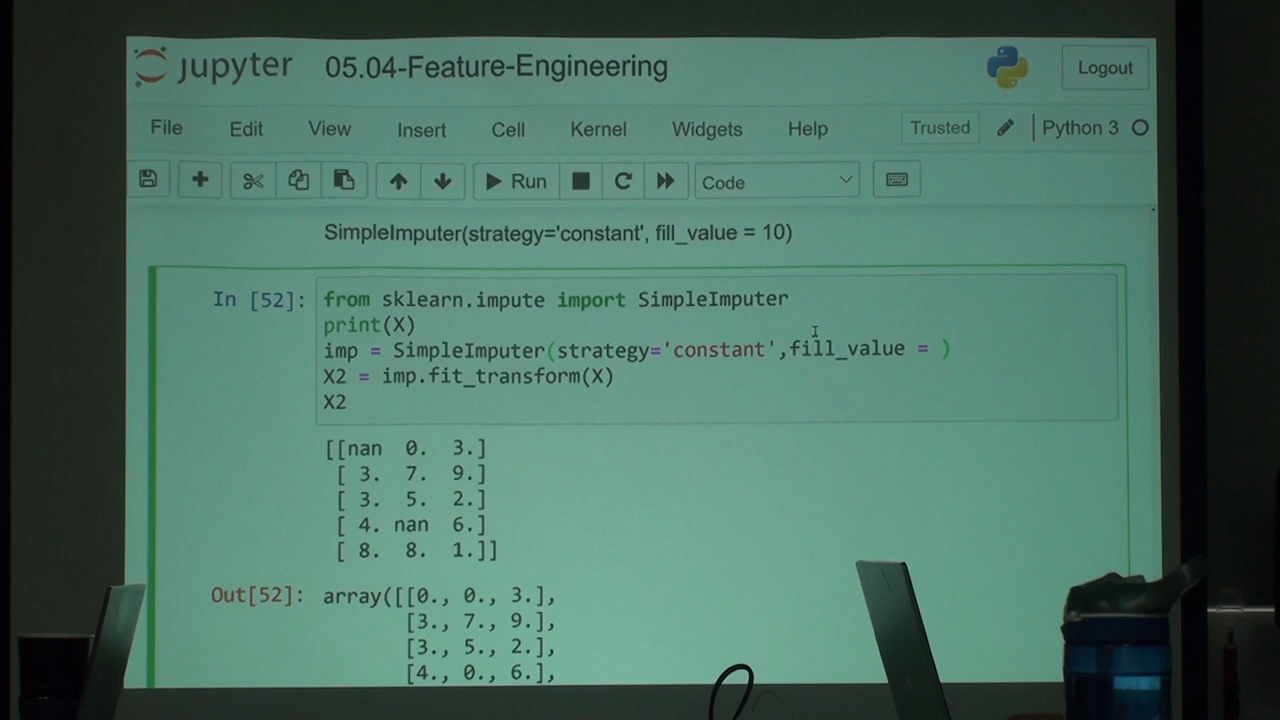 Jupyter 05.04-Feature-Engineering Logout
File Edit View Insert Cell Kernel Widgets Help Trusted Python 3
Run Code
SimpleImputer(strategy='constant', fill_value = 10)
In [52]: from sklearn.impute import SimpleImputer
print(X)
imp = SimpleImputer(strategy='constant',fill_value = )
X2 = imp.fit_transform(X)
X2
[[nan 0. 3.]
[ 3. 7. 9.]
[ 3. 5. 2.]
[ 4. nan 6.]
[ 8. 8. 1.]]
Out[52]: array([[0., 0., 3.],
[3., 7., 9.],
[3., 5., 2.],
[4., 0., 6.],